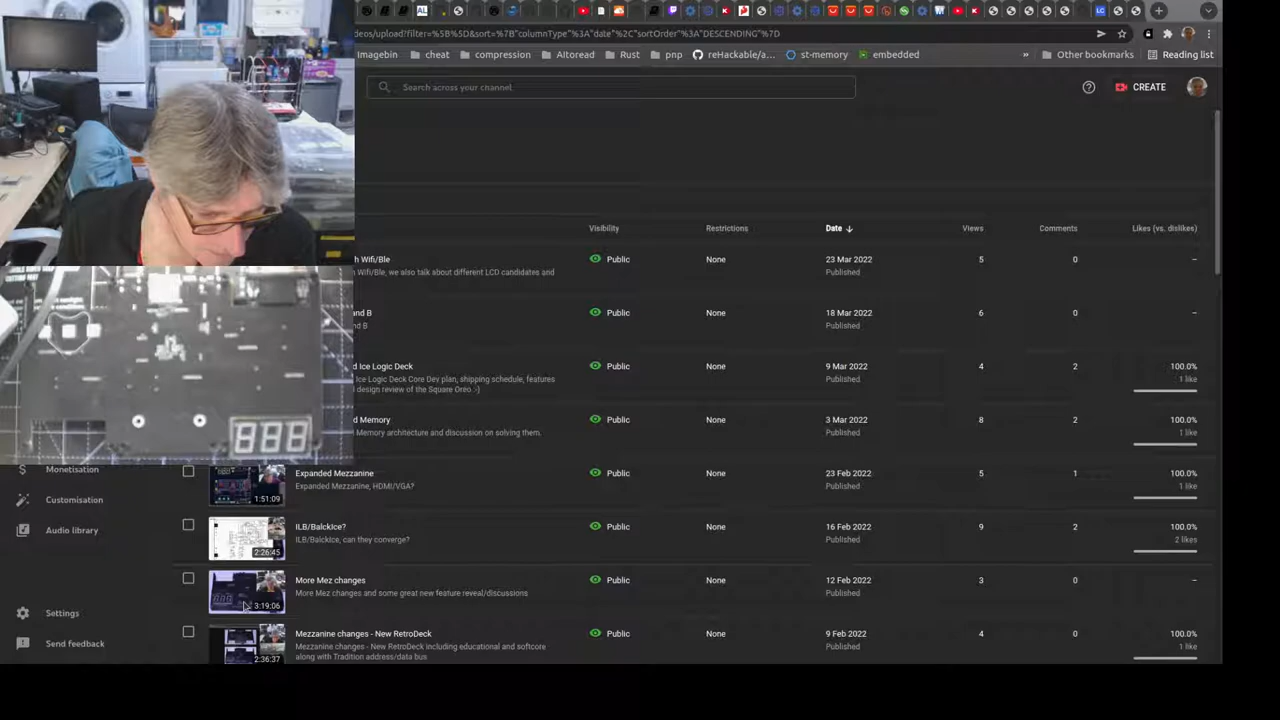 AL
LC
eos/upload?filter=%5B%5D&sort=%7B"columnType"%3A"date"%2C"sortOrder"%3A"DESCENDING"%7D
Imagebin
cheat
compression
Altoread
Rust
pnp
reHackable/a...
st-memory
embedded
»
Other bookmarks
Reading list
Search across your channel
CREATE
Visibility
Restrictions
Date
Views
Comments
Likes (vs. dislikes)
h Wifi/Ble
Public
None
23 Mar 2022
5
0
–
h Wifi/Ble, we also talk about different LCD candidates and
Published
nd B
Public
None
18 Mar 2022
6
0
–
nd B
Published
d Ice Logic Deck
Public
None
9 Mar 2022
4
2
100.0%
Ice Logic Deck Core Dev plan, shipping schedule, features
Published
1 like
d design review of the Square Oreo :-)
d Memory
Public
None
3 Mar 2022
8
2
100.0%
Memory architecture and discussion on solving them.
Published
1 like
888
Monetisation
Expanded Mezzanine
Public
None
23 Feb 2022
5
1
100.0%
Expanded Mezzanine, HDMI/VGA?
Published
1 like
1:51:09
Customisation
Audio library
ILB/BalckIce?
Public
None
16 Feb 2022
9
2
100.0%
ILB/BalckIce, can they converge?
Published
2 likes
2:26:45
More Mez changes
Public
None
12 Feb 2022
3
0
–
More Mez changes and some great new feature reveal/discussions
Published
3:19:06
Settings
Send feedback
Mezzanine changes - New RetroDeck
Public
None
9 Feb 2022
4
0
100.0%
Mezzanine changes - New RetroDeck including educational and softcore
Published
1 like
along with Tradition address/data bus
2:36:37